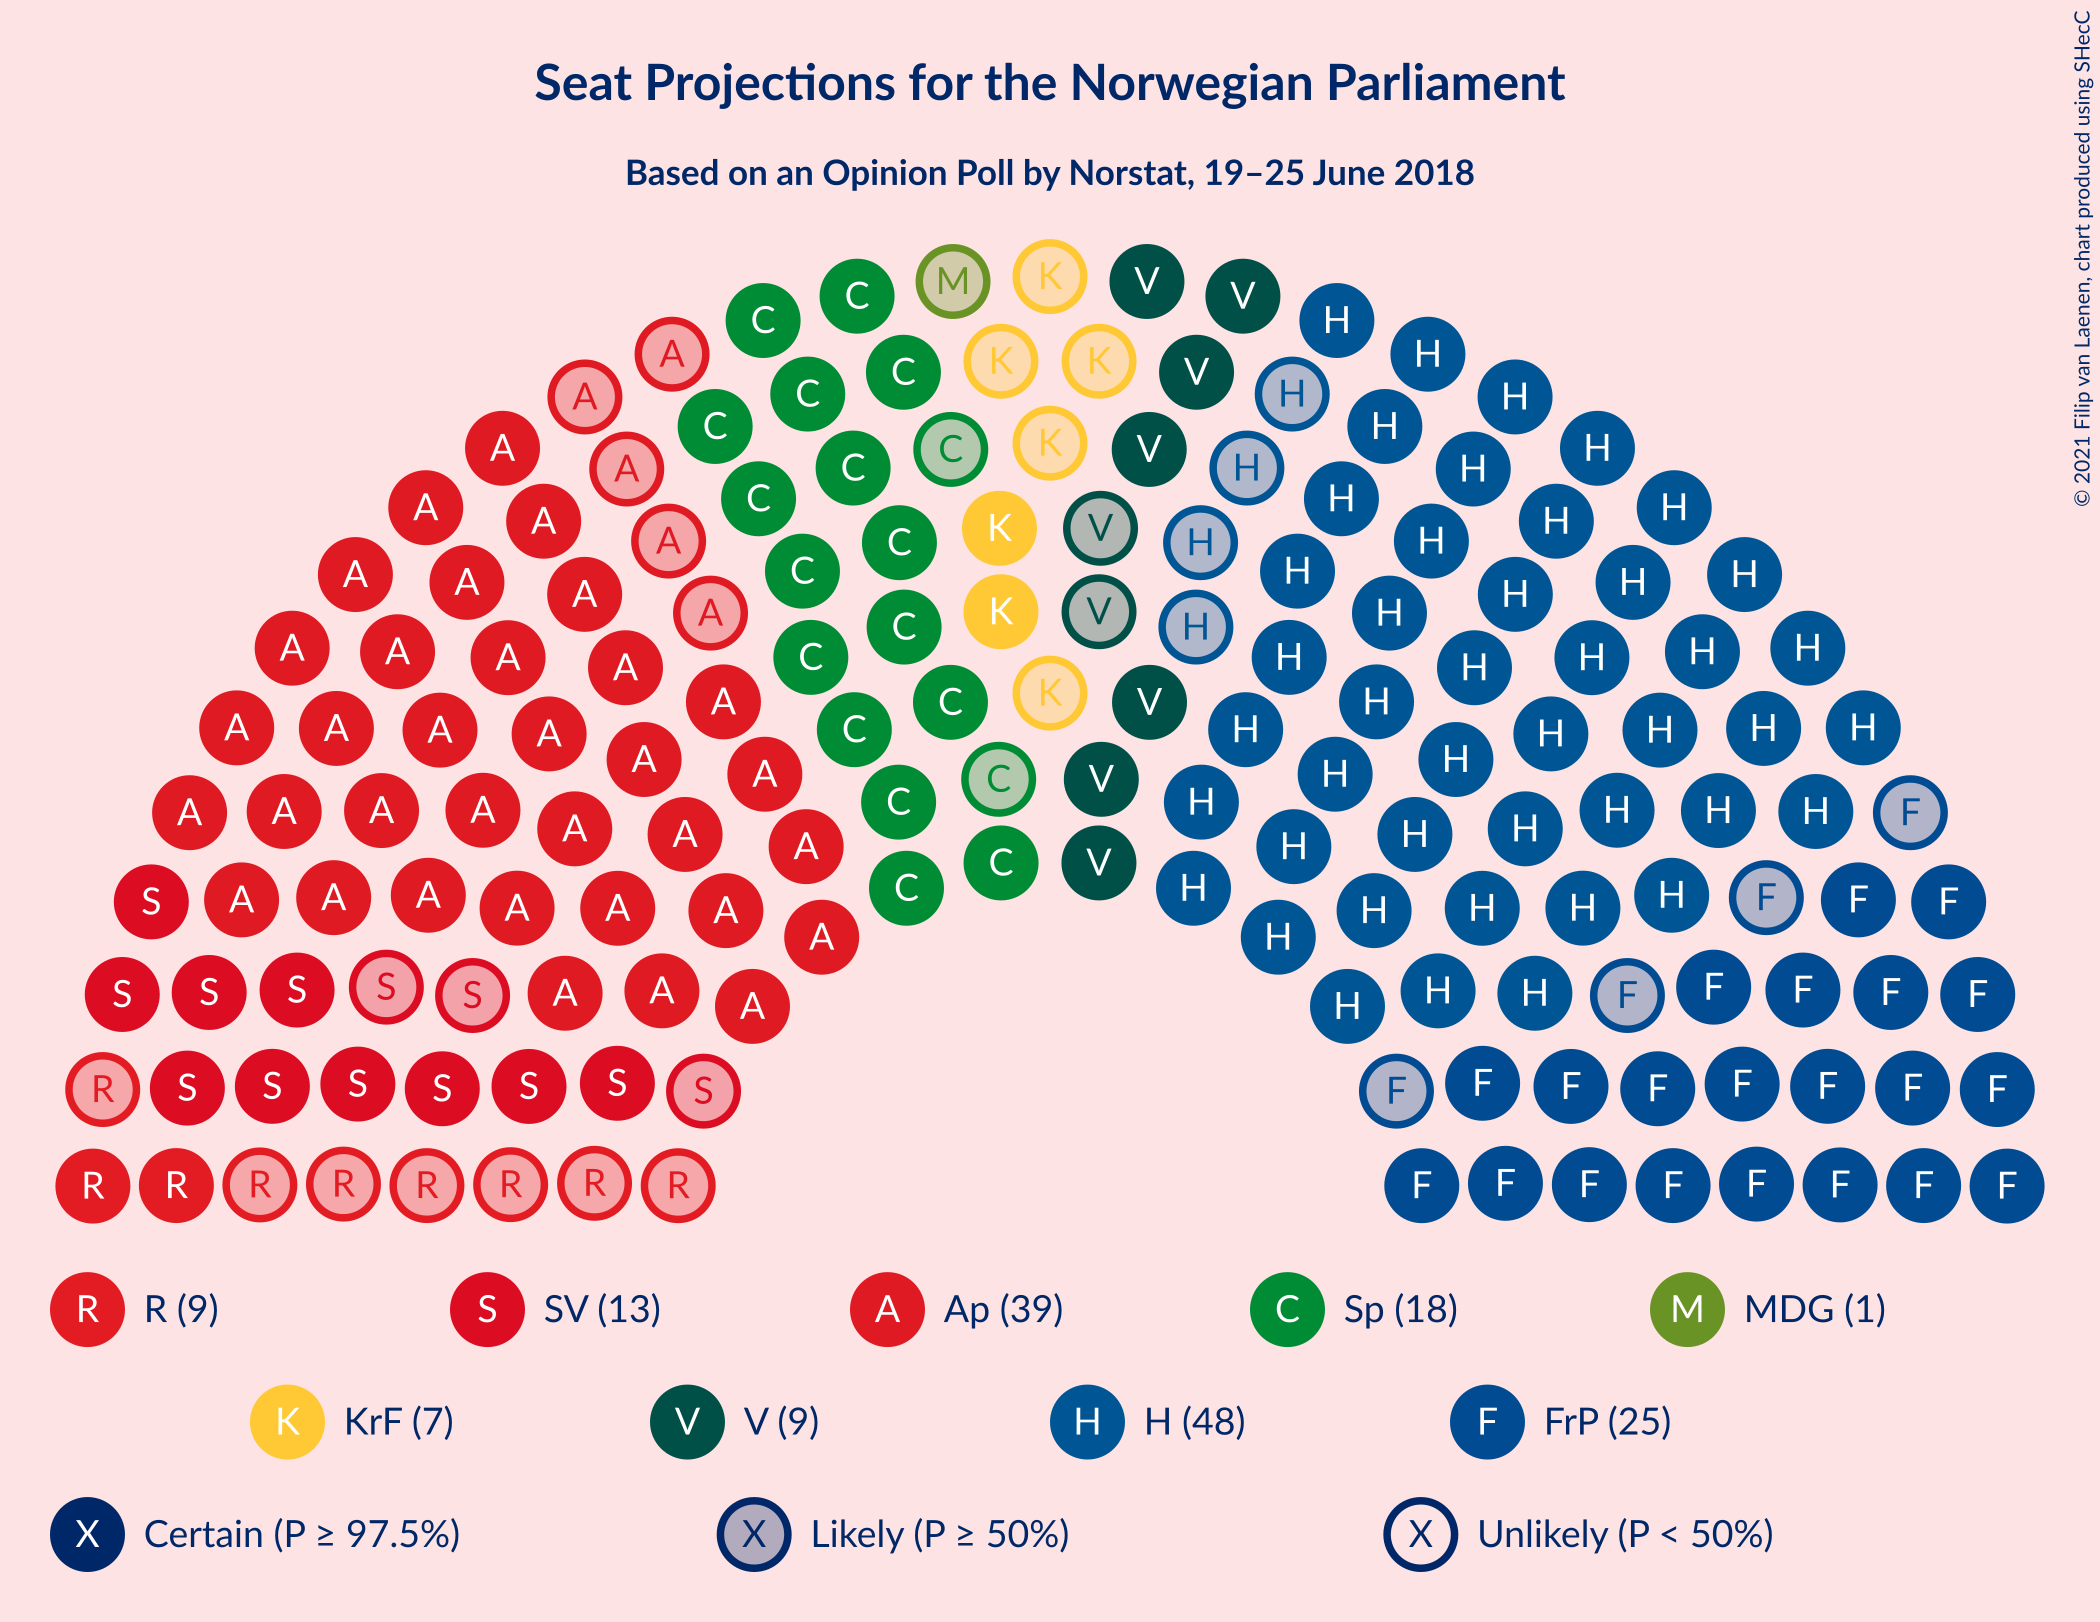 © 2021 Filip van Laenen, chart produced using SHecC
Seat Projections for the Norwegian Parliament
Based on an Opinion Poll by Norstat, 19–25 June 2018
C C M K V V H
A A C C K K V H H H
A A C C C K V H H H H
A A A C C K V H H H H H
A A A A C C K V H H H H H H
A A A A A C C K V H H H H H H
A A A A A A C C V H H H H H H H
A A A A A A A C C V H H H H H H H F
S A A A A A A A C H H H H H H F F F
S S S S S A A A H H H F F F F F
R S S S S S S S F F F F F F F F
R R R R R R R R F F F F F F F F
R R (9) S SV (13) A Ap (39) C Sp (18) M MDG (1)
K KrF (7) V V (9) H H (48) F FrP (25)
X Certain (P ≥ 97.5%) X Likely (P ≥ 50%) X Unlikely (P < 50%)